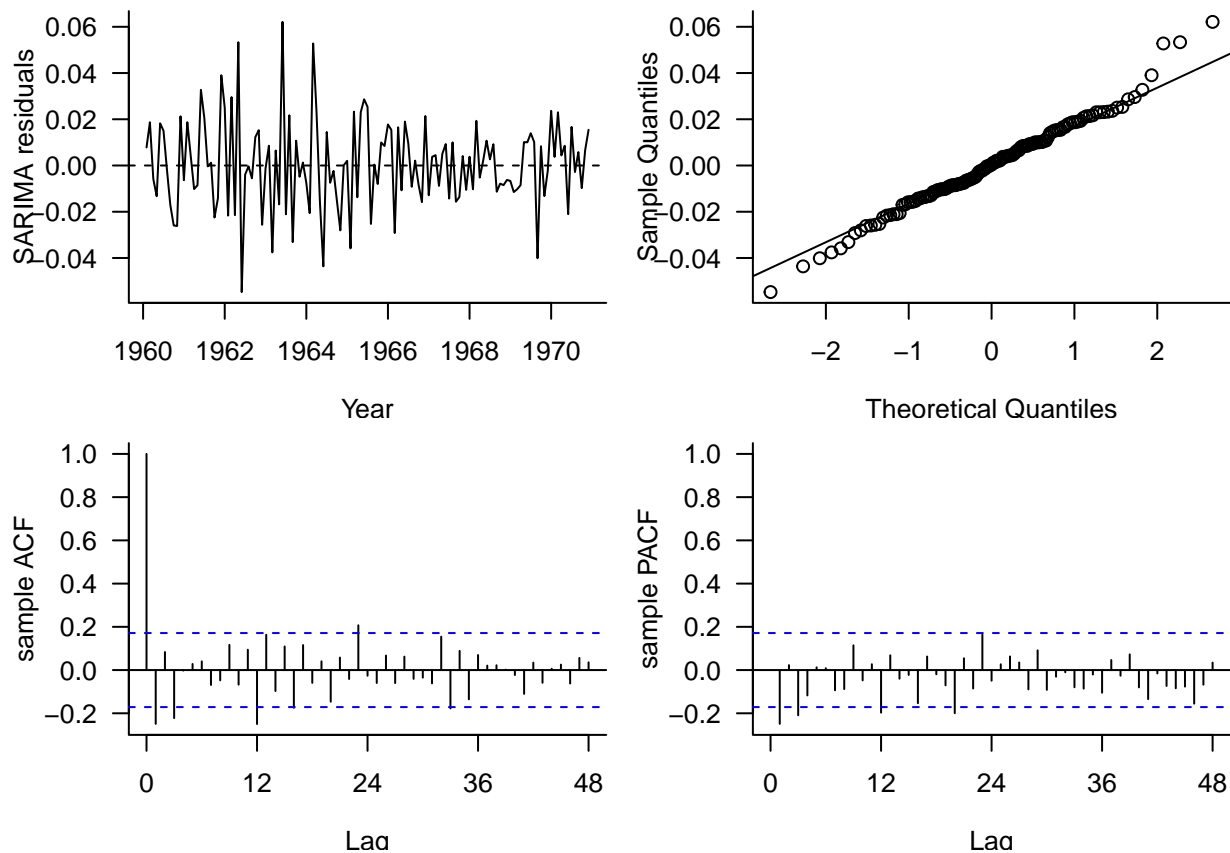 SARIMA residuals
0.06
0.04
0.02
0.00
−0.02
−0.04
1960 1962 1964 1966 1968 1970
Year
Sample Quantiles
0.06
0.04
0.02
0.00
−0.02
−0.04
−2 −1 0 1 2
Theoretical Quantiles
sample ACF
1.0
0.8
0.6
0.4
0.2
0.0
−0.2
0 12 24 36 48
Lag
sample PACF
1.0
0.8
0.6
0.4
0.2
0.0
−0.2
0 12 24 36 48
Lag